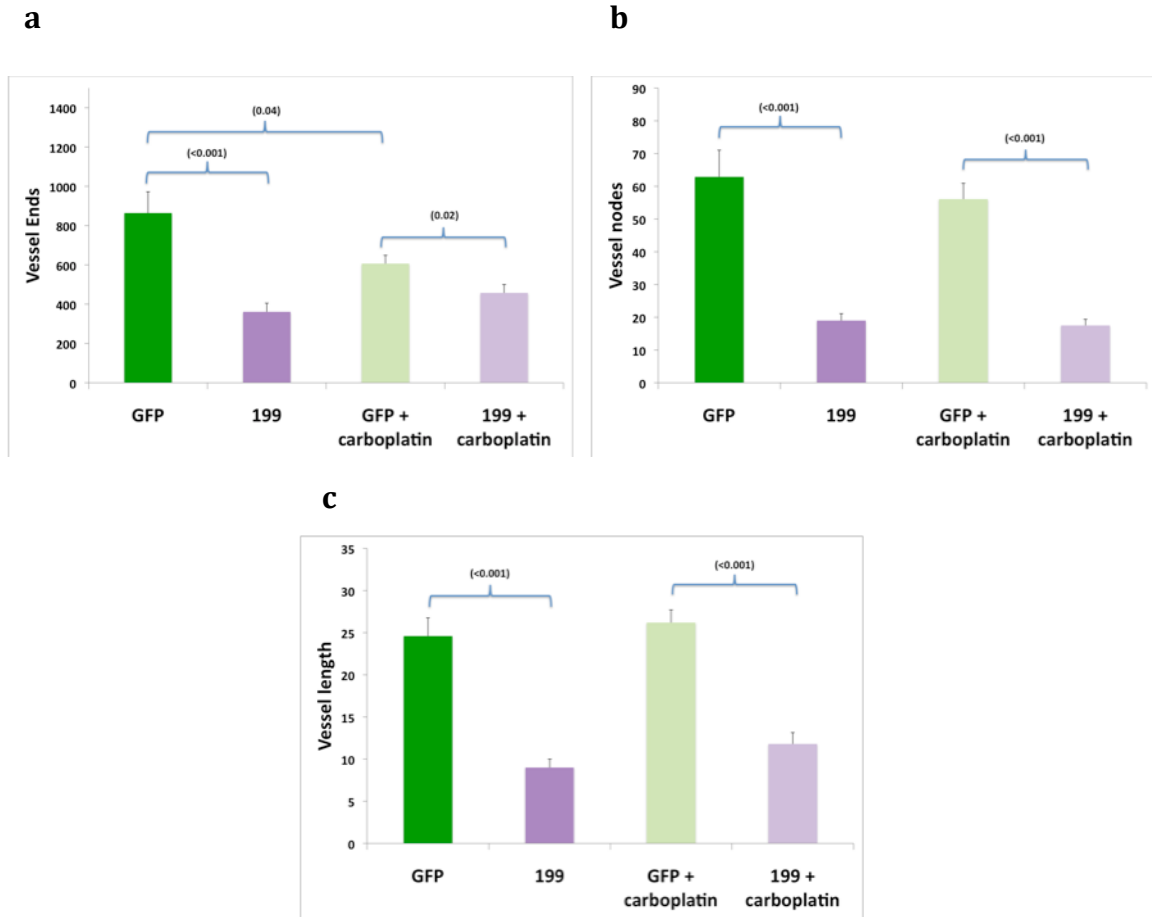 a
Vessel Ends
1400
1200
1000
800
600
400
200
0
(0.04)
(<0.001)
(0.02)
GFP
199
GFP +
carboplatin
199 +
carboplatin
b
Vessel nodes
90
80
70
60
50
40
30
20
10
0
(<0.001)
(<0.001)
GFP
199
GFP +
carboplatin
199 +
carboplatin
c
Vessel length
35
30
25
20
15
10
5
0
(<0.001)
(<0.001)
GFP
199
GFP +
carboplatin
199 +
carboplatin